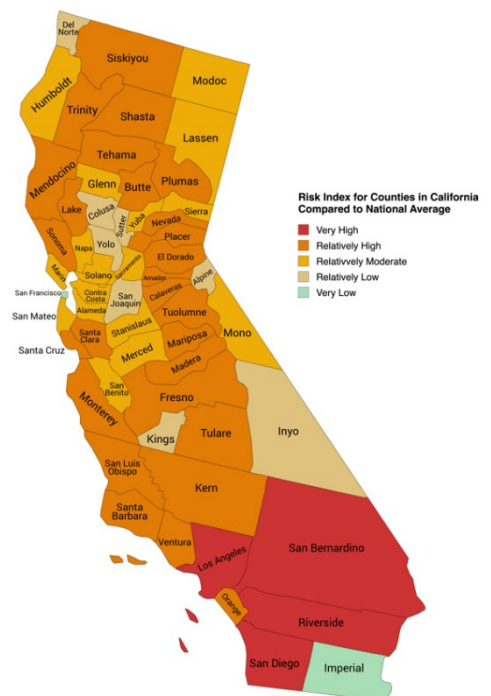 Del
Norte
Siskiyou
Modoc
Humboldt
Trinity
Shasta
Lassen
Tehama
Mendocino
Glenn
Butte
Plumas
Lake
Colusa
Sutter
Yuba
Sierra
Nevada
Placer
Sonoma
Napa
Yolo
El Dorado
Sacramento
Alpine
Marin
Solano
Amador
San Francisco
Contra
Costa
San
Joaquin
Calaveras
Alameda
Tuolumne
San Mateo
Mono
Santa
Clara
Stanislaus
Santa Cruz
Merced
Mariposa
Madera
San
Benito
Fresno
Monterey
Kings
Tulare
Inyo
San Luis
Obispo
Kern
Santa
Barbara
Ventura
Los Angeles
San Bernardino
Orange
Riverside
San Diego
Imperial
Risk Index for Counties in California
Compared to National Average
Very High
Relatively High
Relativvely Moderate
Relatively Low
Very Low